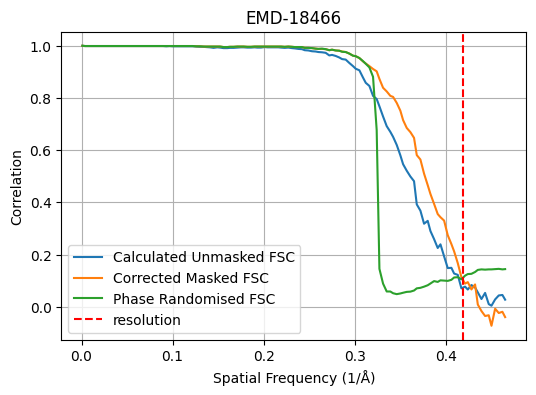 EMD-18466
Correlation
1.0
0.8
0.6
0.4
0.2
0.0
Calculated Unmasked FSC
Corrected Masked FSC
Phase Randomised FSC
resolution
0.0 0.1 0.2 0.3 0.4
Spatial Frequency (1/Å)